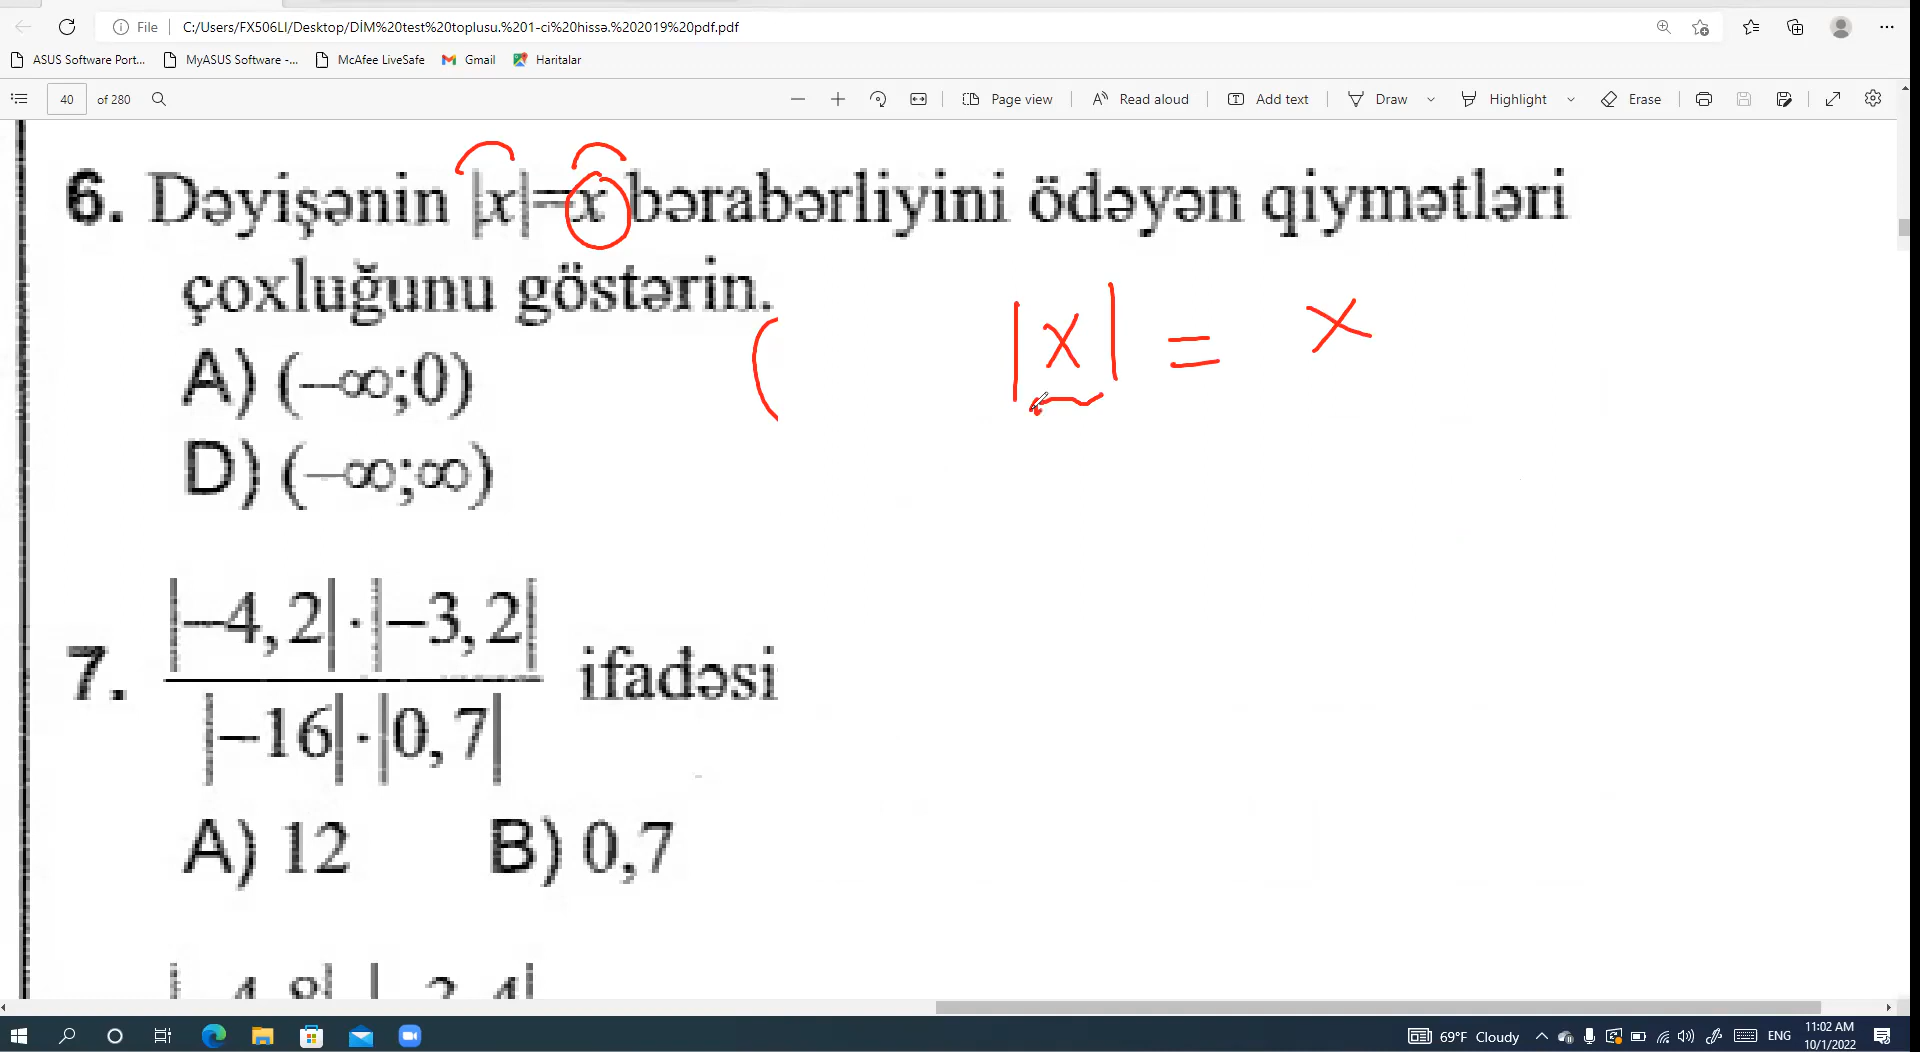 File C:/Users/FX506LI/Desktop/DİM%20test%20toplusu.%201-ci%20hissə.%202019%20pdf.pdf
ASUS Software Port... MyASUS Software -... McAfee LiveSafe Gmail Haritalar
40 of 280 Page view Read aloud Add text Draw Highlight Erase
6. Dəyişənin |x|=x bərabərliyini ödəyən qiymətləri
çoxluğunu göstərin.
( |x| = x
A) (−∞;0)
D) (−∞;∞)
|−4,2|·|−3,2|
7. ifadəsi
|−16|·|0,7|
A) 12 B) 0,7
69°F Cloudy ENG 11:02 AM
10/1/2022